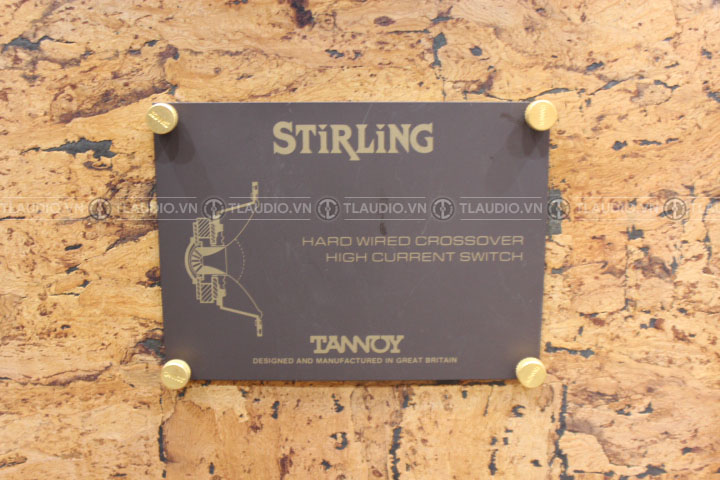 STiRLiNG
TLAUDIO.VN TLAUDIO.VN TLAUDIO.VN TLAUDIO.VN TLAUDIO.VN
HARD WIRED CROSSOVER
HIGH CURRENT SWITCH
TANNOY
DESIGNED AND MANUFACTURED IN GREAT BRITAIN